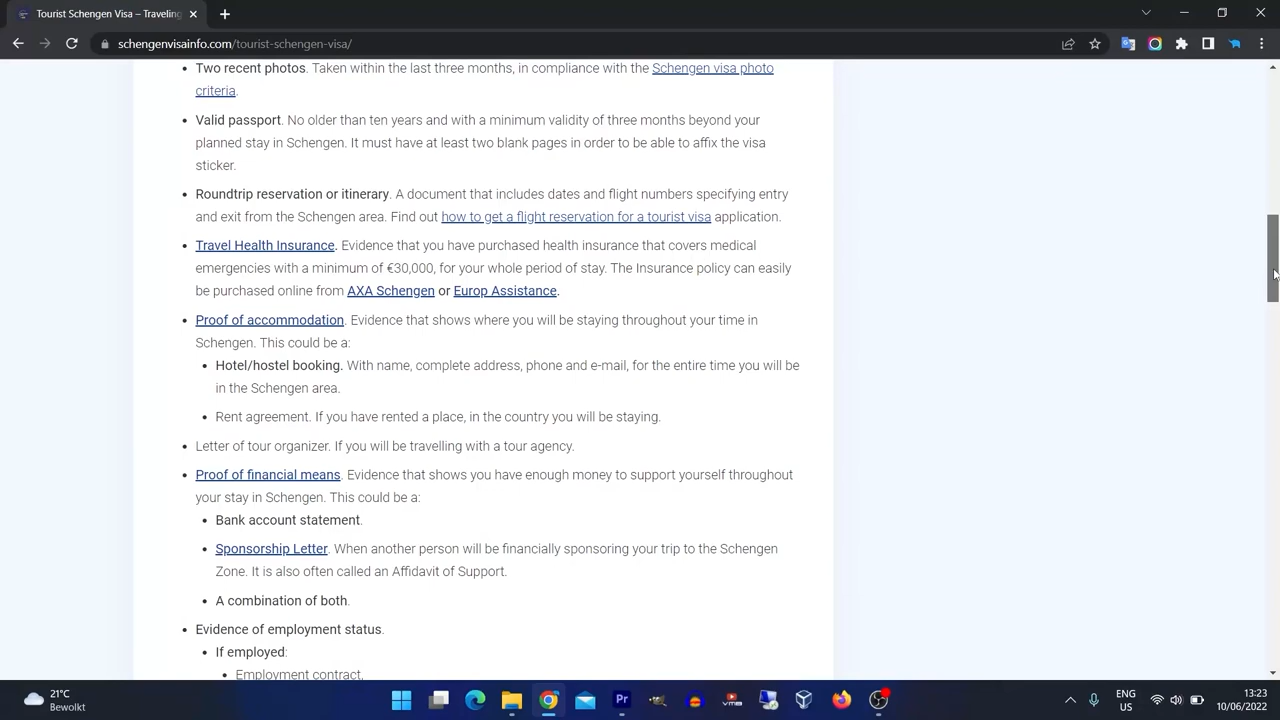 Tourist Schengen Visa – Traveling
schengenvisainfo.com/tourist-schengen-visa/
Two recent photos. Taken within the last three months, in compliance with the Schengen visa photo
criteria.
Valid passport. No older than ten years and with a minimum validity of three months beyond your
planned stay in Schengen. It must have at least two blank pages in order to be able to affix the visa
sticker.
Roundtrip reservation or itinerary. A document that includes dates and flight numbers specifying entry
and exit from the Schengen area. Find out how to get a flight reservation for a tourist visa application.
Travel Health Insurance. Evidence that you have purchased health insurance that covers medical
emergencies with a minimum of €30,000, for your whole period of stay. The Insurance policy can easily
be purchased online from AXA Schengen or Europ Assistance.
Proof of accommodation. Evidence that shows where you will be staying throughout your time in
Schengen. This could be a:
Hotel/hostel booking. With name, complete address, phone and e-mail, for the entire time you will be
in the Schengen area.
Rent agreement. If you have rented a place, in the country you will be staying.
Letter of tour organizer. If you will be travelling with a tour agency.
Proof of financial means. Evidence that shows you have enough money to support yourself throughout
your stay in Schengen. This could be a:
Bank account statement.
Sponsorship Letter. When another person will be financially sponsoring your trip to the Schengen
Zone. It is also often called an Affidavit of Support.
A combination of both.
Evidence of employment status.
If employed:
Employment contract,
21°C
Bewolkt
Pr
ENG
US
13:23
10/06/2022